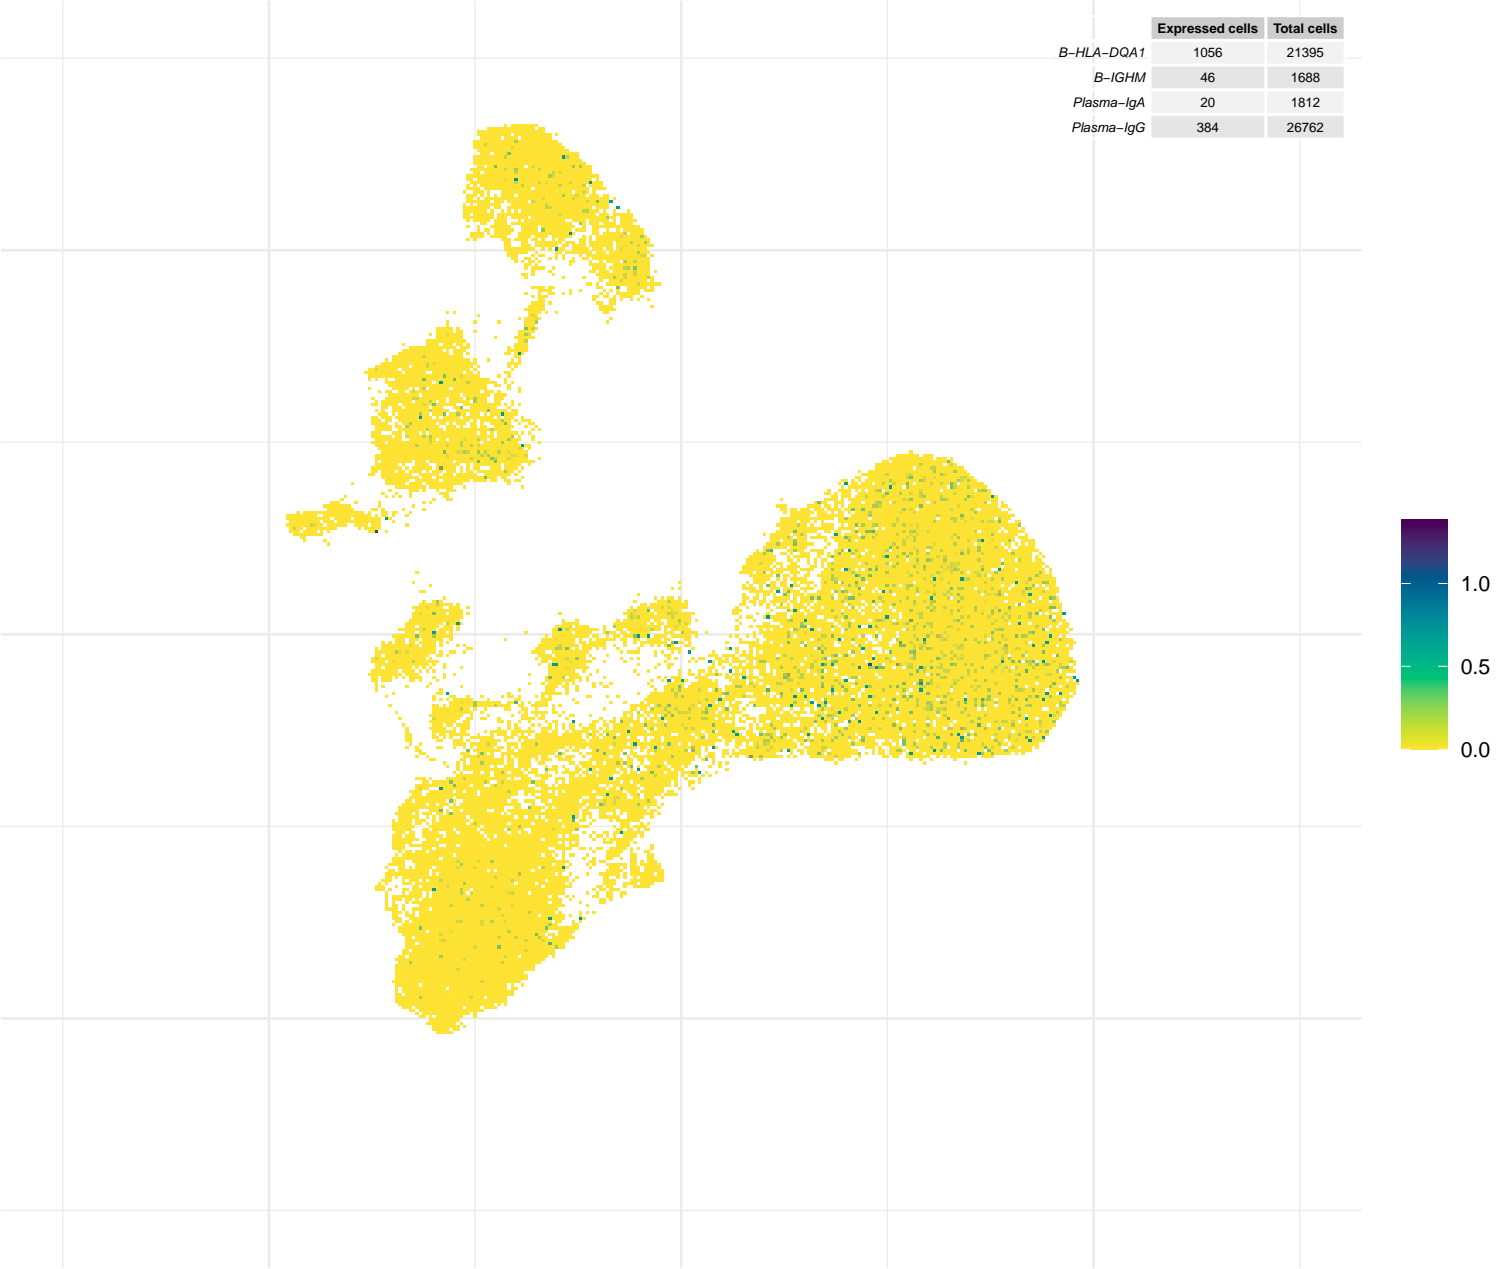 Expressed cells Total cells
B−HLA−DQA1 1056 21395
B−IGHM 46 1688
Plasma−IgA 20 1812
Plasma−IgG 384 26762
1.0
0.5
0.0